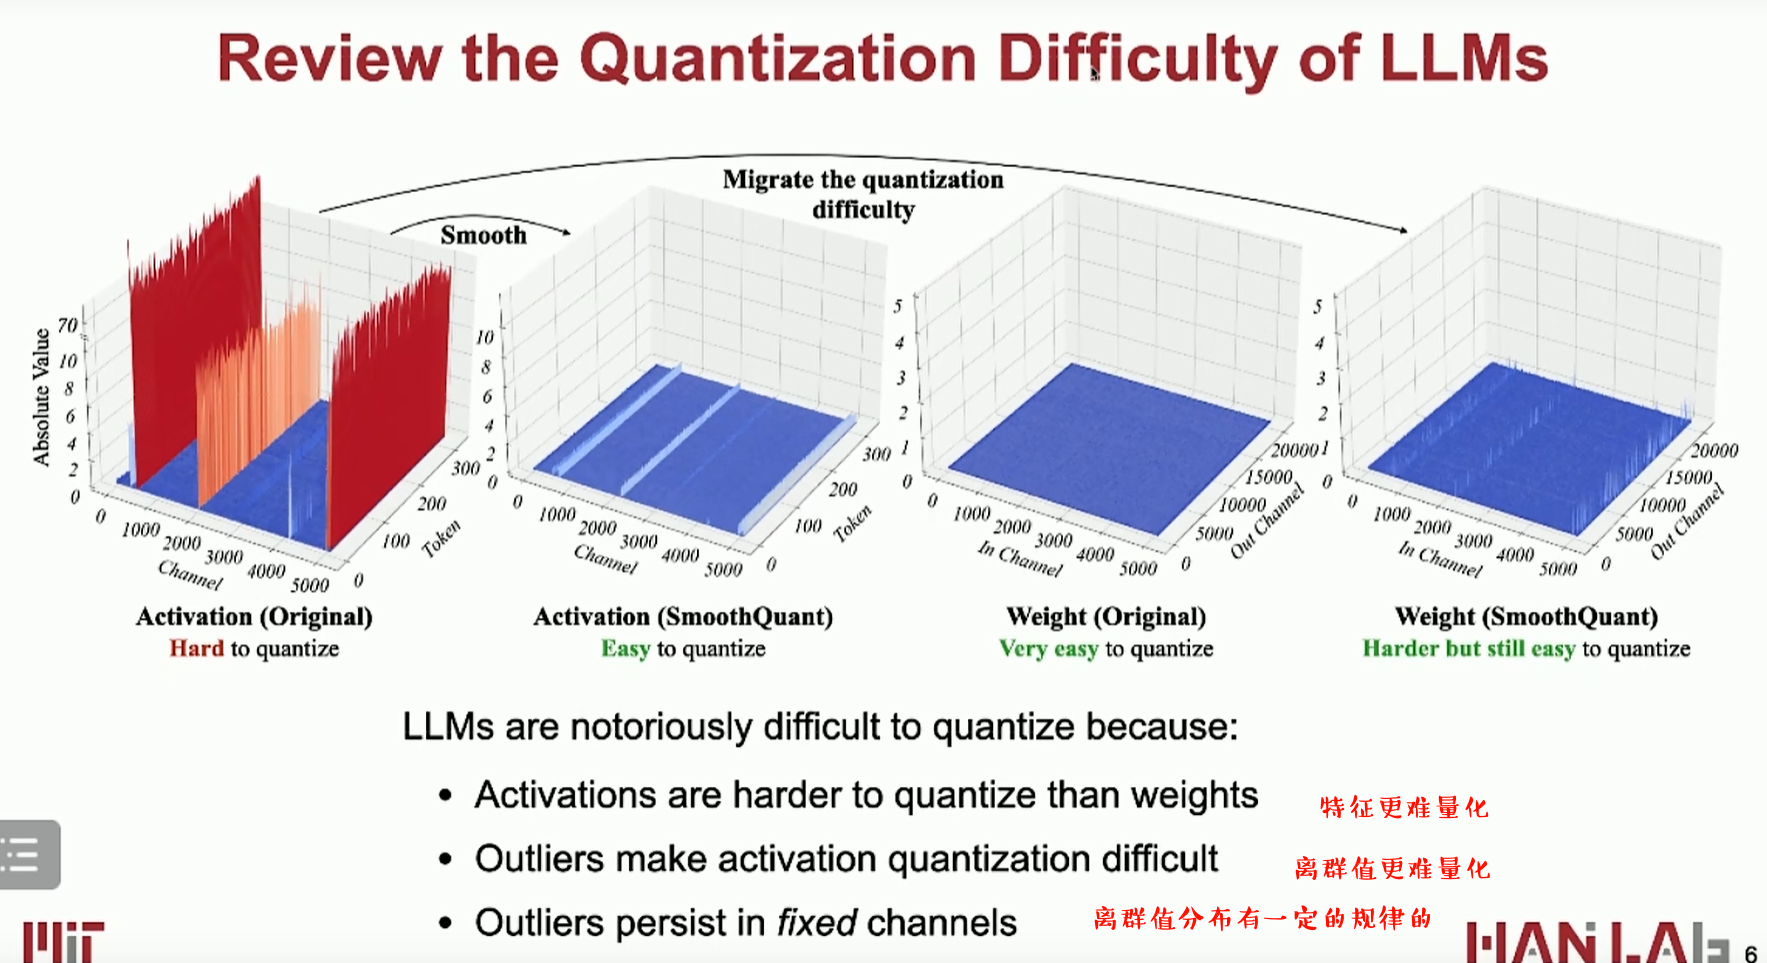 Review the Quantization Difficulty of LLMs
Migrate the quantization
difficulty
Smooth
Absolute Value
70
10
8
6
4
2
0
0
1000
2000
3000
4000
5000
Channel
0
100
200
300
Token
10
8
6
4
2
0
0
1000
2000
3000
4000
5000
Channel
0
100
200
300
Token
5
4
3
2
1
0
0
1000
2000
3000
4000
5000
In Channel
0
5000
10000
15000
20000
Out Channel
5
4
3
2
1
0
0
1000
2000
3000
4000
5000
In Channel
0
5000
10000
15000
20000
Out Channel
Activation (Original)
Hard to quantize
Activation (SmoothQuant)
Easy to quantize
Weight (Original)
Very easy to quantize
Weight (SmoothQuant)
Harder but still easy to quantize
LLMs are notoriously difficult to quantize because:
• Activations are harder to quantize than weights
特征更难量化
• Outliers make activation quantization difficult
离群值更难量化
• Outliers persist in fixed channels
离群值分布有一定的规律的
MIT
HAN LAB
6